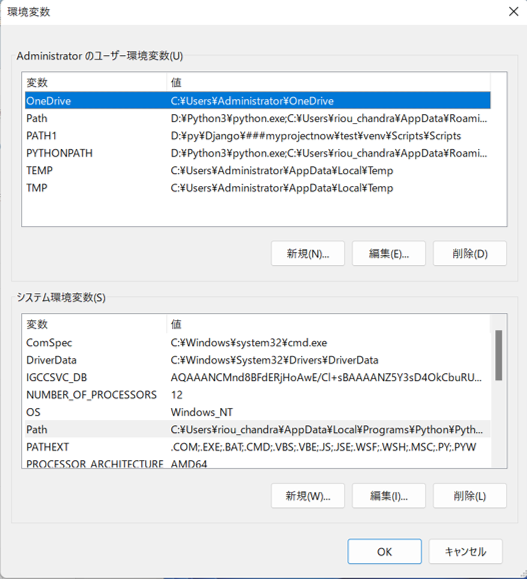 環境変数
Administrator のユーザー環境変数(U)
変数 値
OneDrive C:¥Users¥Administrator¥OneDrive
Path D:¥Python3¥python.exe;C:¥Users¥riou_chandra¥AppData¥Roami...
PATH1 D:¥py¥Django¥###myprojectnow¥test¥venv¥Scripts¥Scripts
PYTHONPATH D:¥Python3¥python.exe;C:¥Users¥riou_chandra¥AppData¥Roami...
TEMP C:¥Users¥Administrator¥AppData¥Local¥Temp
TMP C:¥Users¥Administrator¥AppData¥Local¥Temp
新規(N)... 編集(E)... 削除(D)
システム環境変数(S)
変数 値
ComSpec C:¥Windows¥system32¥cmd.exe
DriverData C:¥Windows¥System32¥Drivers¥DriverData
IGCCSVC_DB AQAAANCMnd8BFdERjHoAwE/Cl+sBAAAANZ5Y3sD4OkCbuRU...
NUMBER_OF_PROCESSORS 12
OS Windows_NT
Path C:¥Users¥riou_chandra¥AppData¥Local¥Programs¥Python¥Pyth...
PATHEXT .COM;.EXE;.BAT;.CMD;.VBS;.VBE;.JS;.JSE;.WSF;.WSH;.MSC;.PY;.PYW
PROCESSOR_ARCHITECTURE AMD64
新規(W)... 編集(I)... 削除(L)
OK キャンセル